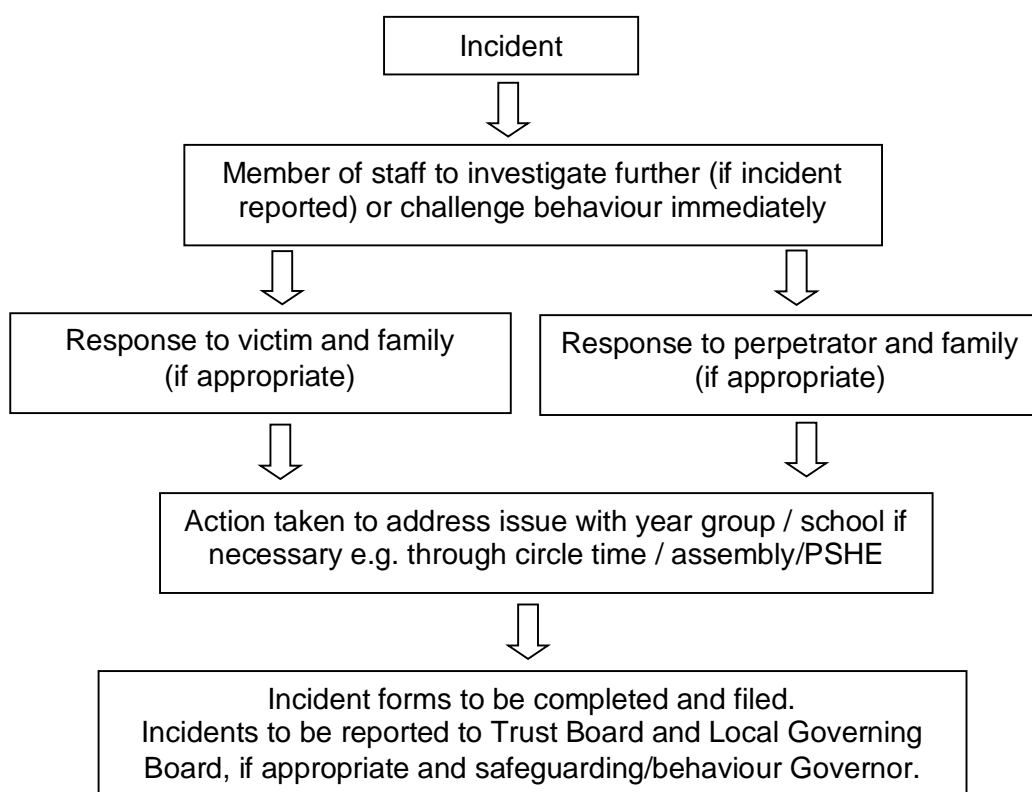 Incident
Member of staff to investigate further (if incident
reported) or challenge behaviour immediately
Response to victim and family
(if appropriate)
Response to perpetrator and family
(if appropriate)
Action taken to address issue with year group / school if
necessary e.g. through circle time / assembly/PSHE
Incident forms to be completed and filed.
Incidents to be reported to Trust Board and Local Governing
Board, if appropriate and safeguarding/behaviour Governor.